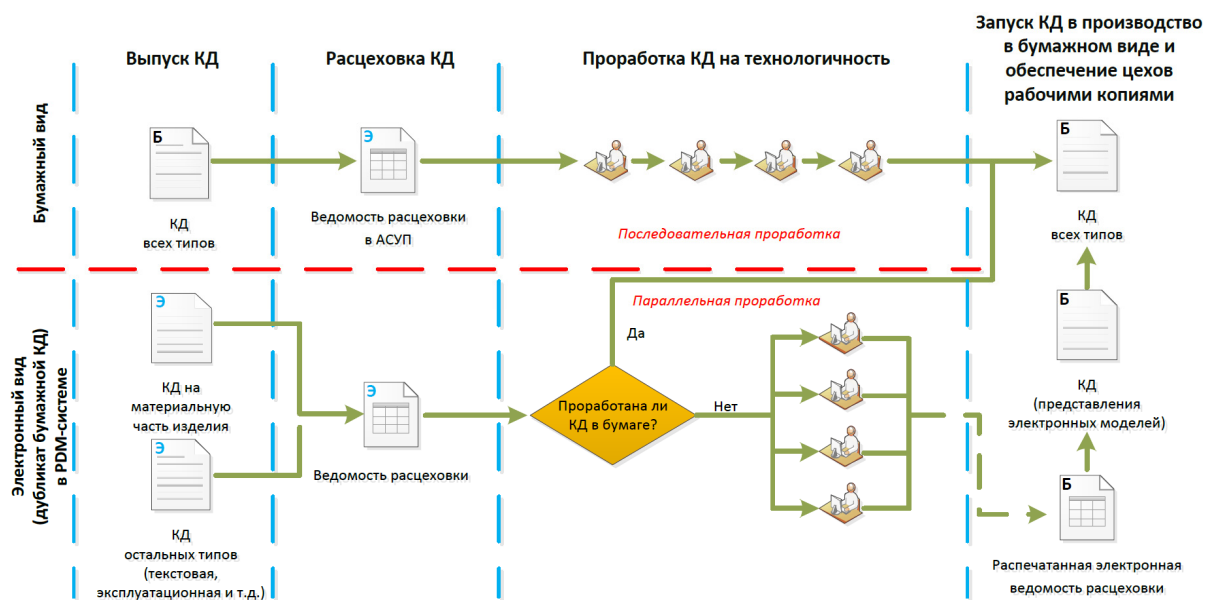 Выпуск КД
Расцеховка КД
Проработка КД на технологичность
Запуск КД в производство
в бумажном виде и
обеспечение цехов
рабочими копиями
Бумажный вид
Б
КД
всех типов
Э
Ведомость расцеховки
в АСУП
Последовательная проработка
Б
КД
всех типов
Электронный вид
(дубликат бумажной КД)
в PDM-системе
Э
КД на
материальную
часть изделия
Э
КД
остальных типов
(текстовая,
эксплуатационная и т.д.)
Э
Ведомость расцеховки
Параллельная проработка
Да
Проработана ли
КД в бумаге?
Нет
Б
КД
(представления
электронных моделей)
Б
Распечатанная электронная
ведомость расцеховки